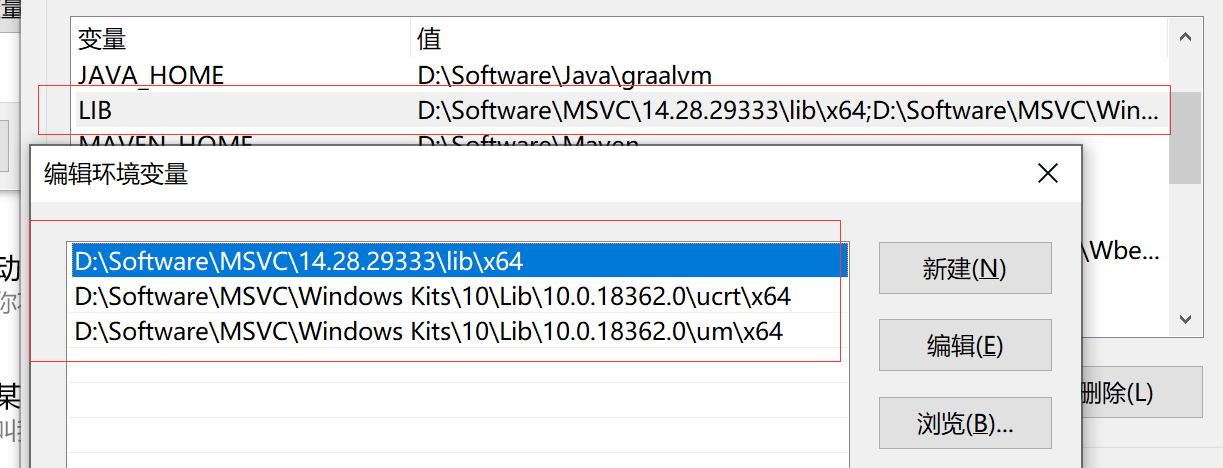 量
变量 值
JAVA_HOME D:\Software\Java\graalvm
LIB D:\Software\MSVC\14.28.29333\lib\x64;D:\Software\MSVC\Win...
MAVEN_HOME D:\Software\Maven
编辑环境变量
D:\Software\MSVC\14.28.29333\lib\x64
D:\Software\MSVC\Windows Kits\10\Lib\10.0.18362.0\ucrt\x64
D:\Software\MSVC\Windows Kits\10\Lib\10.0.18362.0\um\x64
新建(N)
编辑(E)
浏览(B)...
\Wbe...
删除(L)
动
你
某
叫